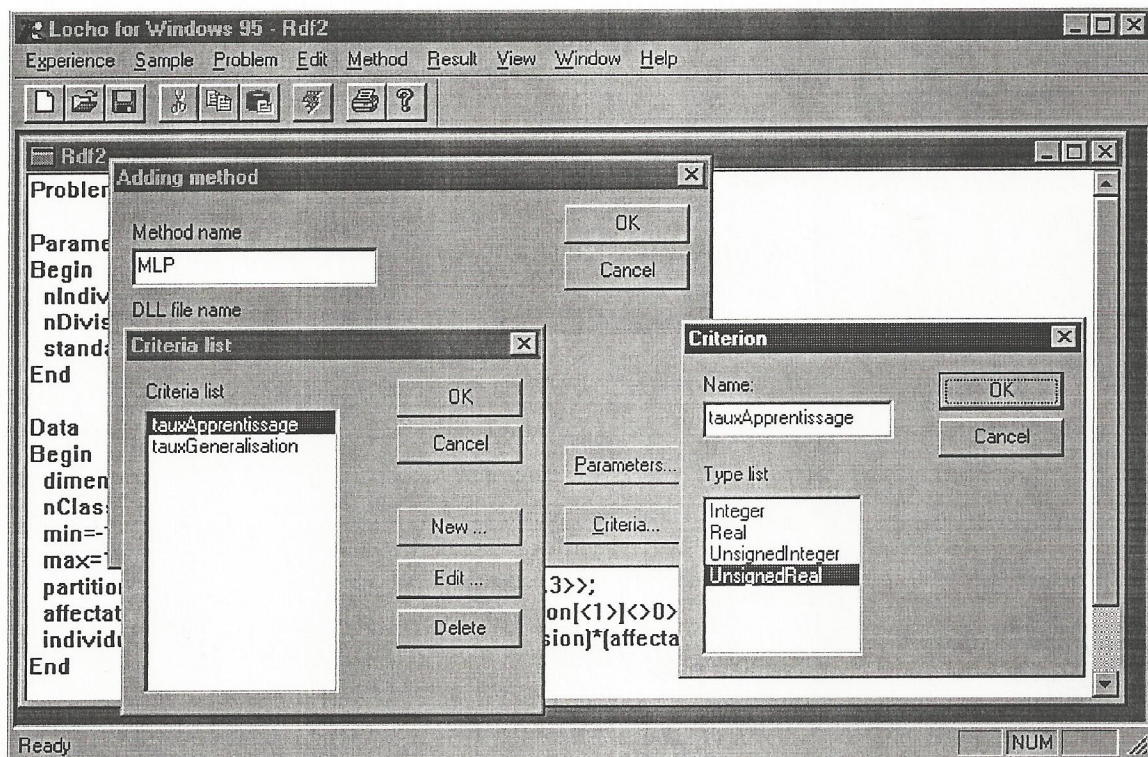 Locho for Windows 95 - Rdf2
Experience Sample Problem Edit Method Result View Window Help
Rdf2
Problem
Parame
Begin
nIndiv
nDivis
standa
End
Data
Begin
dimen
nClas
min=-
max=
partition
affectat
individu
End
.3>>;
on[<1>]<>0>
sion)*(affecta
Adding method
Method name
MLP
DLL file name
OK
Cancel
Parameters...
Criteria...
Criteria list
Criteria list
tauxApprentissage
tauxGeneralisation
OK
Cancel
New ...
Edit ...
Delete
Criterion
Name:
tauxApprentissage
Type list
Integer
Real
UnsignedInteger
UnsignedReal
OK
Cancel
Ready
NUM